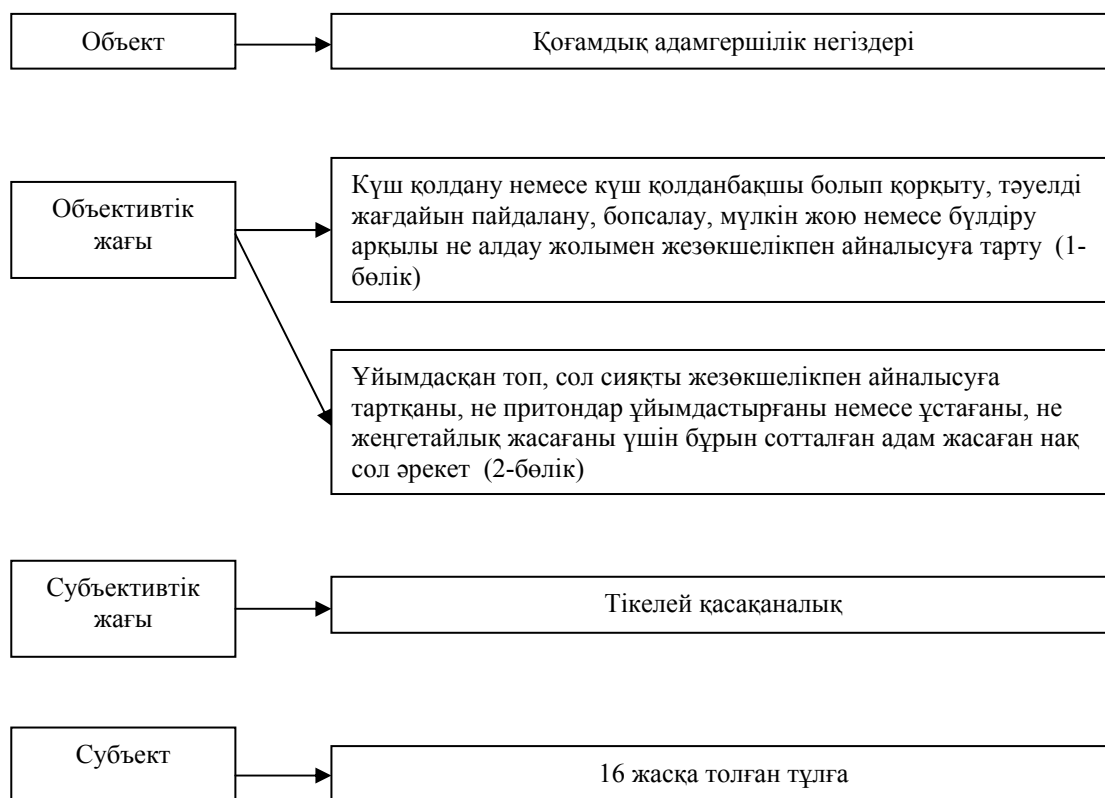 Объект
Қоғамдық адамгершілік негіздері
Объективтік
жағы
Күш қолдану немесе күш қолданбақшы болып қорқыту, тәуелді
жағдайын пайдалану, бопсалау, мүлкін жою немесе бүлдіру
арқылы не алдау жолымен жезөкшелікпен айналысуға тарту (1-
бөлік)
Ұйымдасқан топ, сол сияқты жезөкшелікпен айналысуға
тартқаны, не притондар ұйымдастырғаны немесе ұстағаны, не
жеңгетайлық жасағаны үшін бұрын сотталған адам жасаған нақ
сол әрекет (2-бөлік)
Субъективтік
жағы
Тікелей қасақаналық
Субъект
16 жасқа толған тұлға